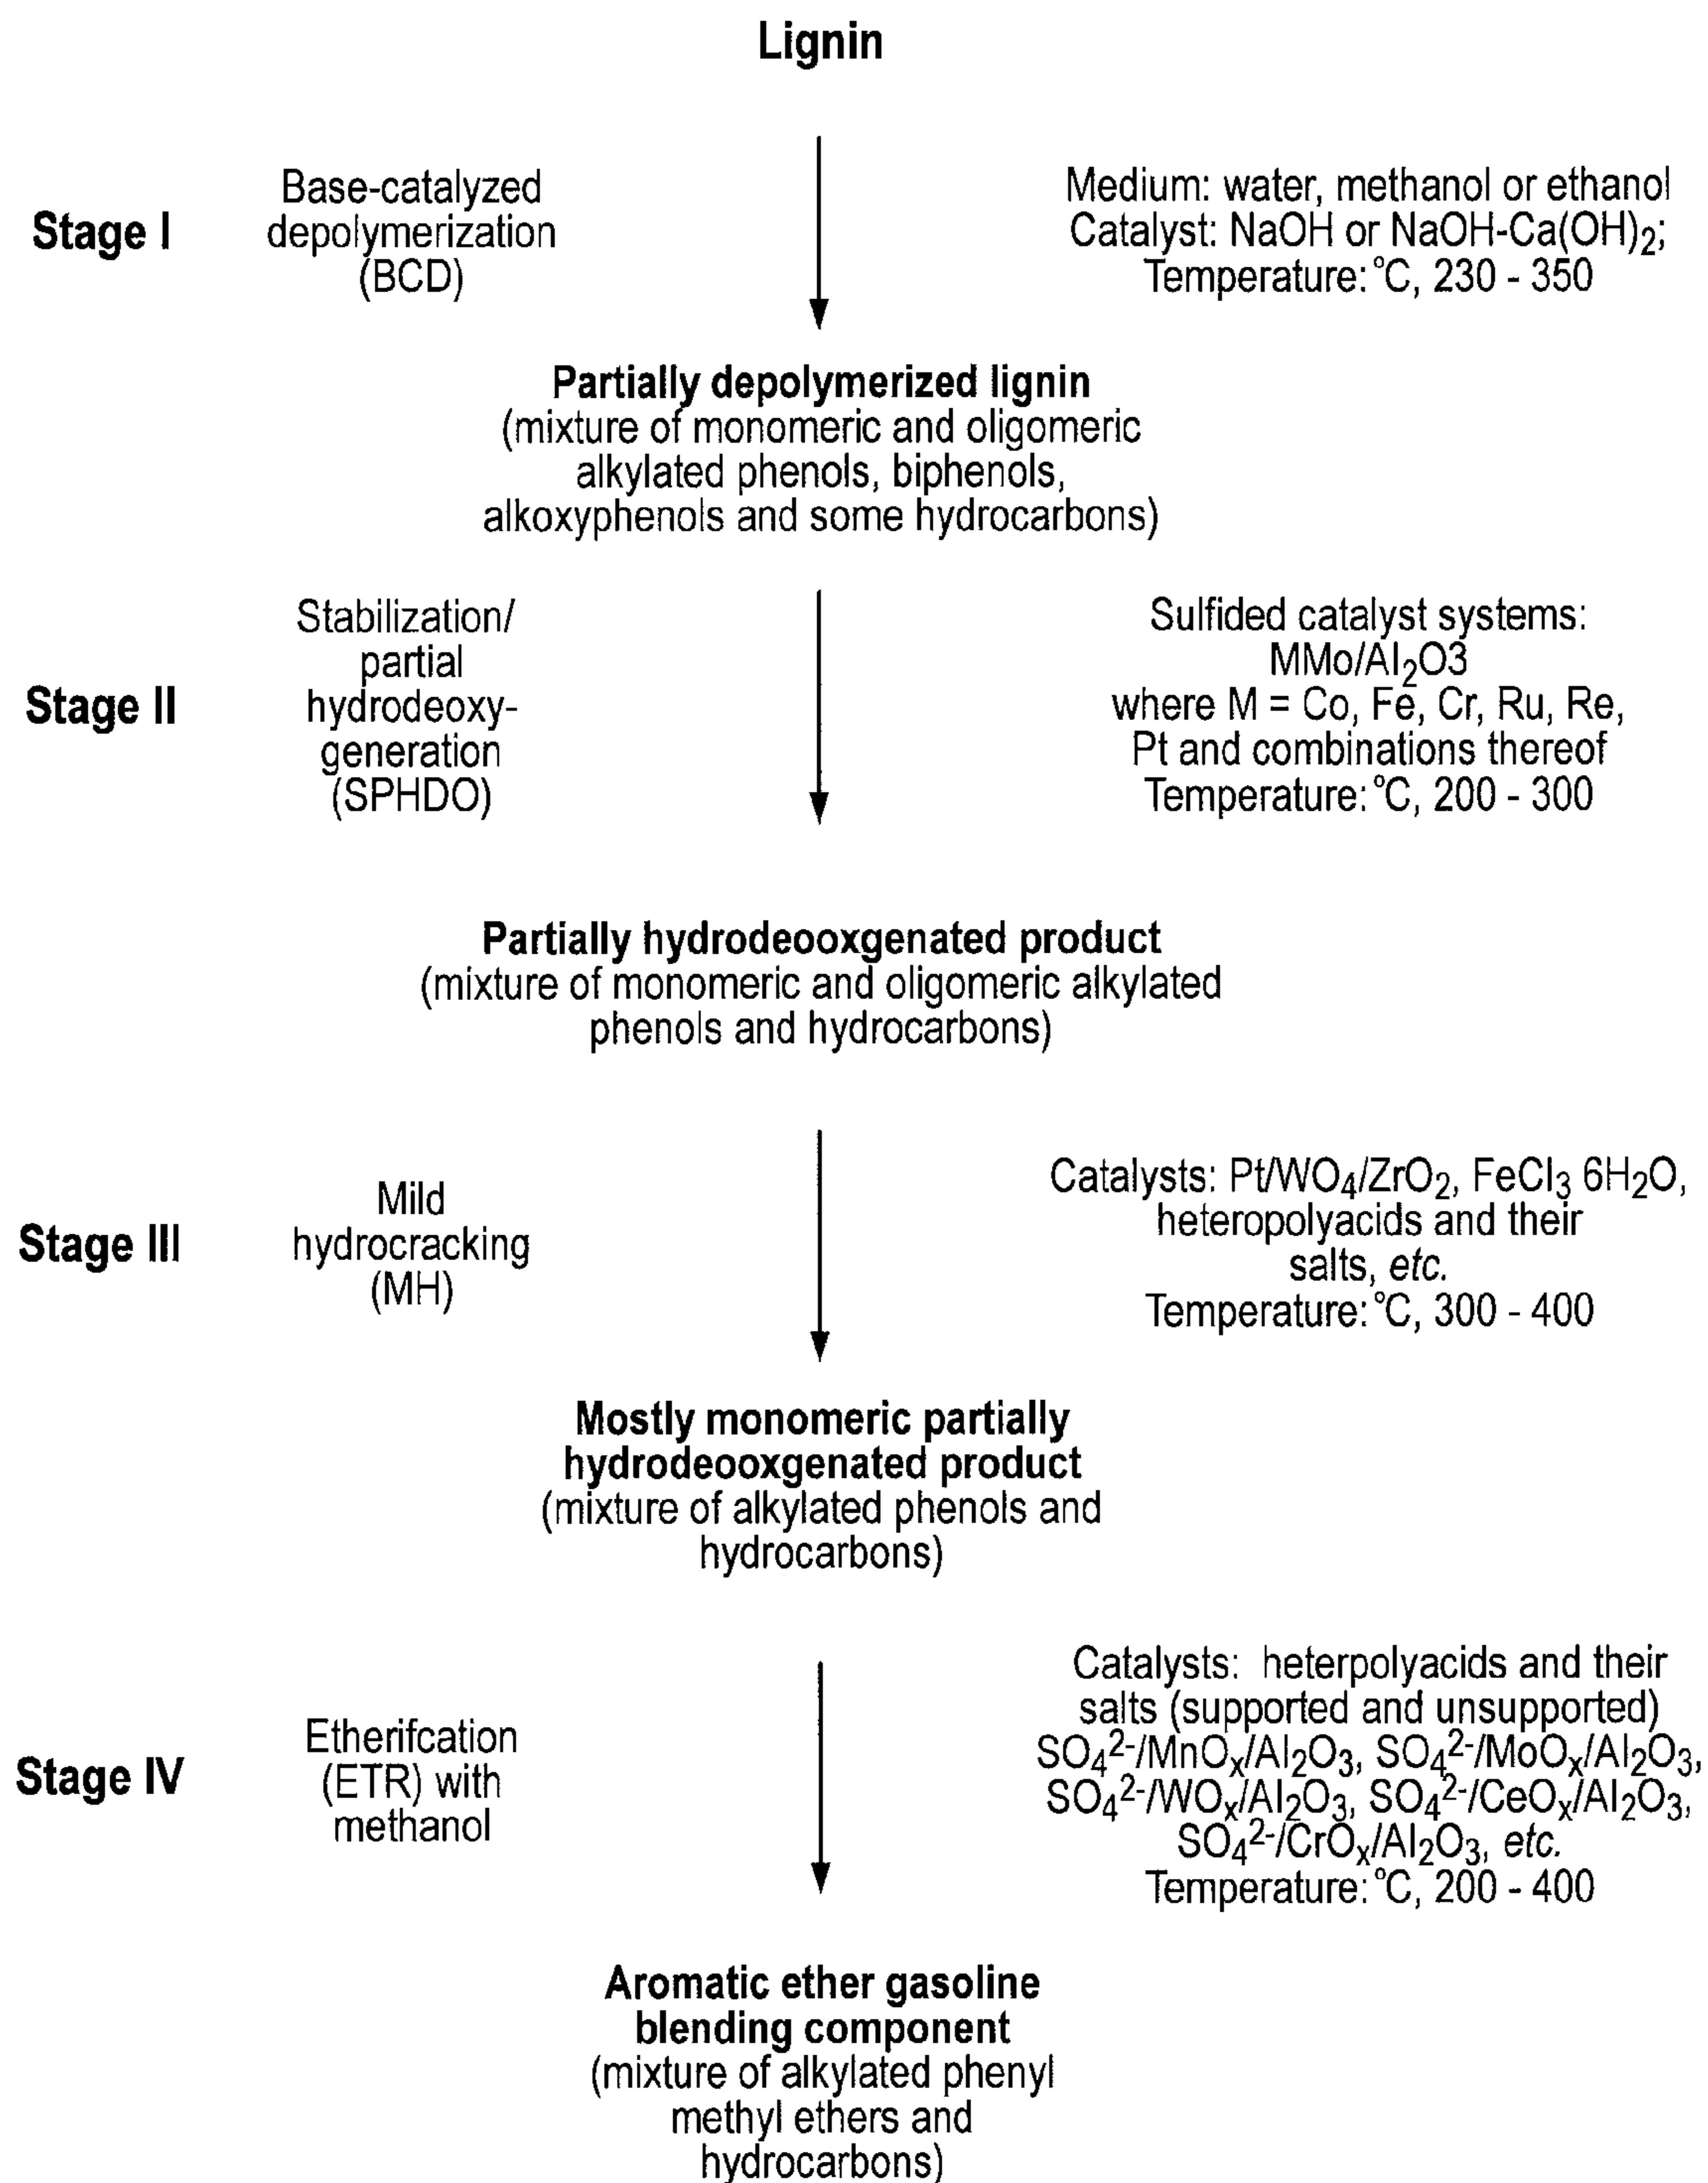 Lignin
Stage I
Base-catalyzed
depolymerization
(BCD)
Medium: water, methanol or ethanol
Catalyst: NaOH or NaOH-Ca(OH)₂;
Temperature: °C, 230 - 350
Partially depolymerized lignin
(mixture of monomeric and oligomeric
alkylated phenols, biphenols,
alkoxyphenols and some hydrocarbons)
Stage II
Stabilization/
partial
hydrodeoxy-
generation
(SPHDO)
Sulfided catalyst systems:
MMo/Al₂O3
where M = Co, Fe, Cr, Ru, Re,
Pt and combinations thereof
Temperature: °C, 200 - 300
Partially hydrodeooxgenated product
(mixture of monomeric and oligomeric alkylated
phenols and hydrocarbons)
Stage III
Mild
hydrocracking
(MH)
Catalysts: Pt/WO₄/ZrO₂, FeCl₃ 6H₂O,
heteropolyacids and their
salts, etc.
Temperature: °C, 300 - 400
Mostly monomeric partially
hydrodeooxgenated product
(mixture of alkylated phenols and
hydrocarbons)
Stage IV
Etherifcation
(ETR) with
methanol
Catalysts: heterpolyacids and their
salts (supported and unsupported)
SO₄²⁻/MnOₓ/Al₂O₃, SO₄²⁻/MoOₓ/Al₂O₃,
SO₄²⁻/WOₓ/Al₂O₃, SO₄²⁻/CeOₓ/Al₂O₃,
SO₄²⁻/CrOₓ/Al₂O₃, etc.
Temperature: °C, 200 - 400
Aromatic ether gasoline
blending component
(mixture of alkylated phenyl
methyl ethers and
hydrocarbons)